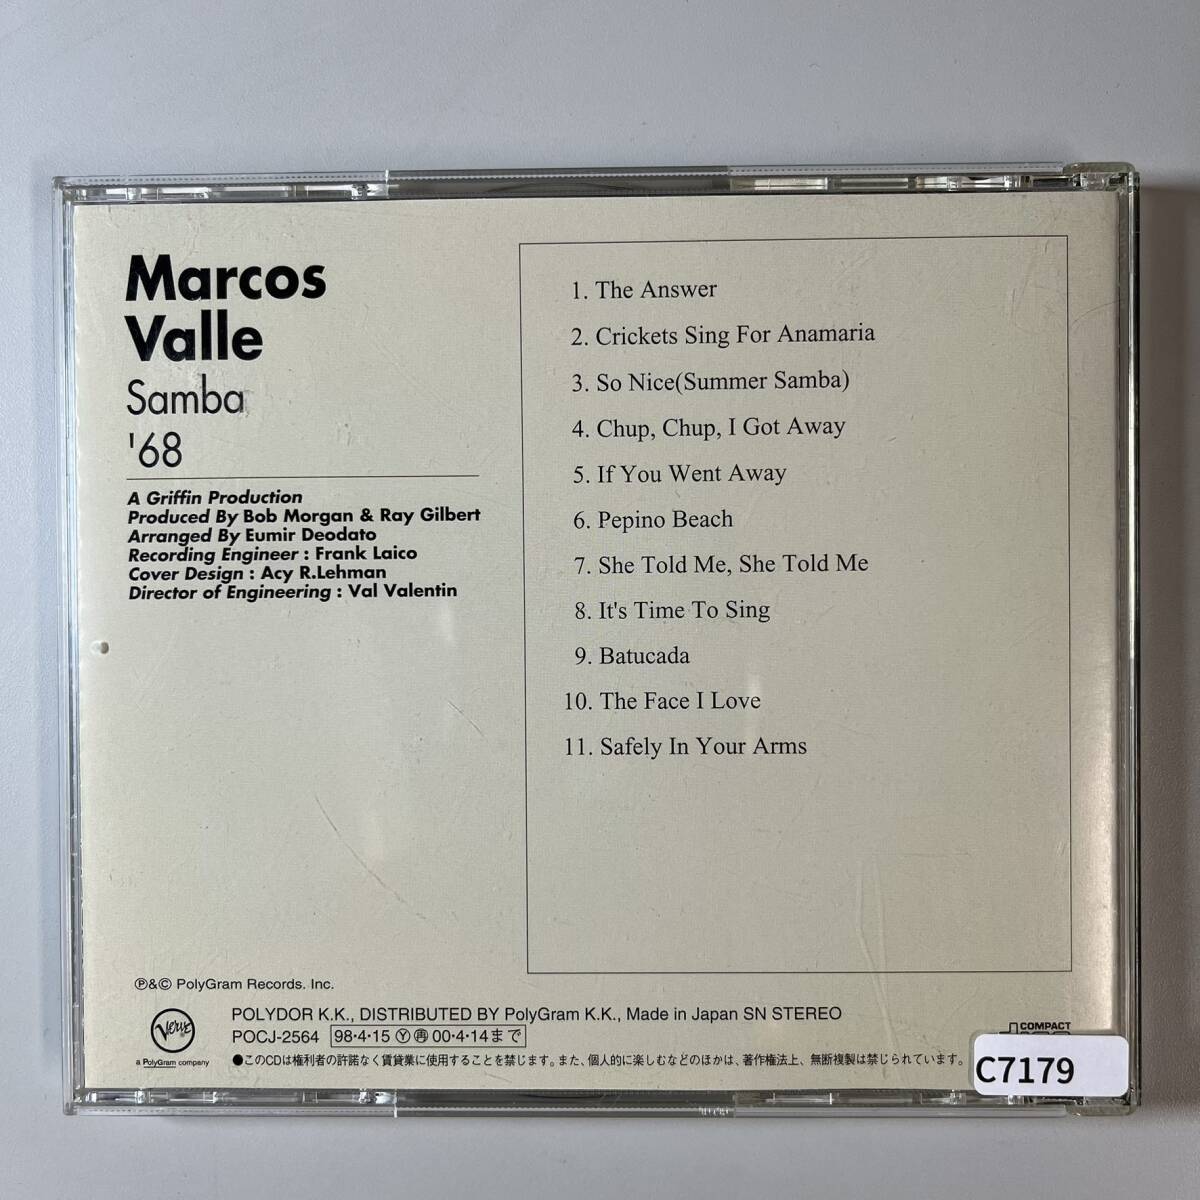 Marcos
Valle
Samba
'68
A Griffin Production
Produced By Bob Morgan & Ray Gilbert
Arranged By Eumir Deodato
Recording Engineer : Frank Laico
Cover Design : Acy R.Lehman
Director of Engineering : Val Valentin
1. The Answer
2. Crickets Sing For Anamaria
3. So Nice(Summer Samba)
4. Chup, Chup, I Got Away
5. If You Went Away
6. Pepino Beach
7. She Told Me, She Told Me
8. It's Time To Sing
9. Batucada
10. The Face I Love
11. Safely In Your Arms
Ⓟ&© PolyGram Records. Inc.
Verve
a PolyGram company
POLYDOR K.K., DISTRIBUTED BY PolyGram K.K., Made in Japan SN STEREO
POCJ-2564 98・4・15 Ⓨ㊢ 00・4・14まで
●このCDは権利者の許諾なく賃貸業に使用することを禁じます。また、個人的に楽しむなどのほかは、著作権法上、無断複製は禁じられています。
COMPACT
C7179